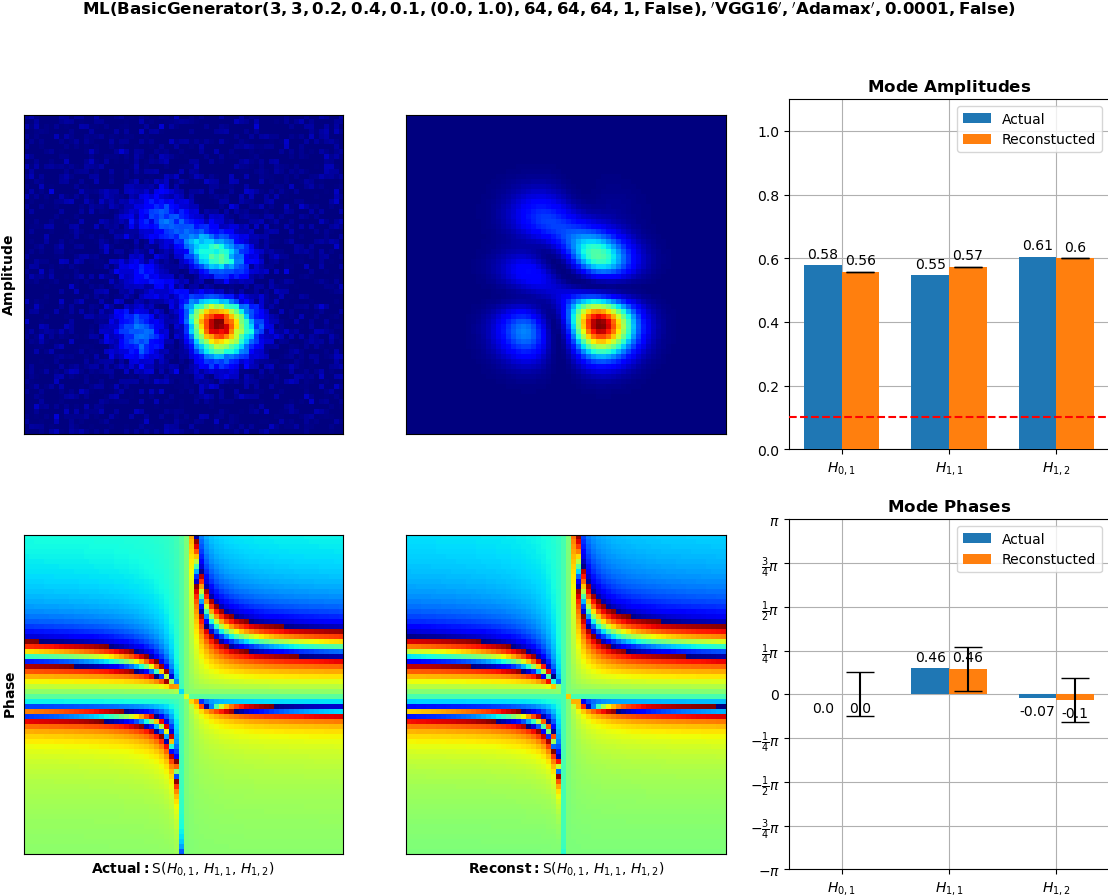 ML(BasicGenerator(3, 3, 0.2, 0.4, 0.1, (0.0, 1.0), 64, 64, 64, 1, False), ′VGG16′, ′Adamax′, 0.0001, False)
Amplitude
Mode Amplitudes
Actual
Reconstucted
1.0
0.8
0.6
0.4
0.2
0.0
0.58
0.56
0.55
0.57
0.61
0.6
H0, 1
H1, 1
H1, 2
Phase
Actual: S(H0, 1, H1, 1, H1, 2)
Reconst: S(H0, 1, H1, 1, H1, 2)
Mode Phases
Actual
Reconstucted
π
3/4π
1/2π
1/4π
0
−1/4π
−1/2π
−3/4π
−π
0.0
0.0
0.46
0.46
-0.07
-0.1
H0, 1
H1, 1
H1, 2